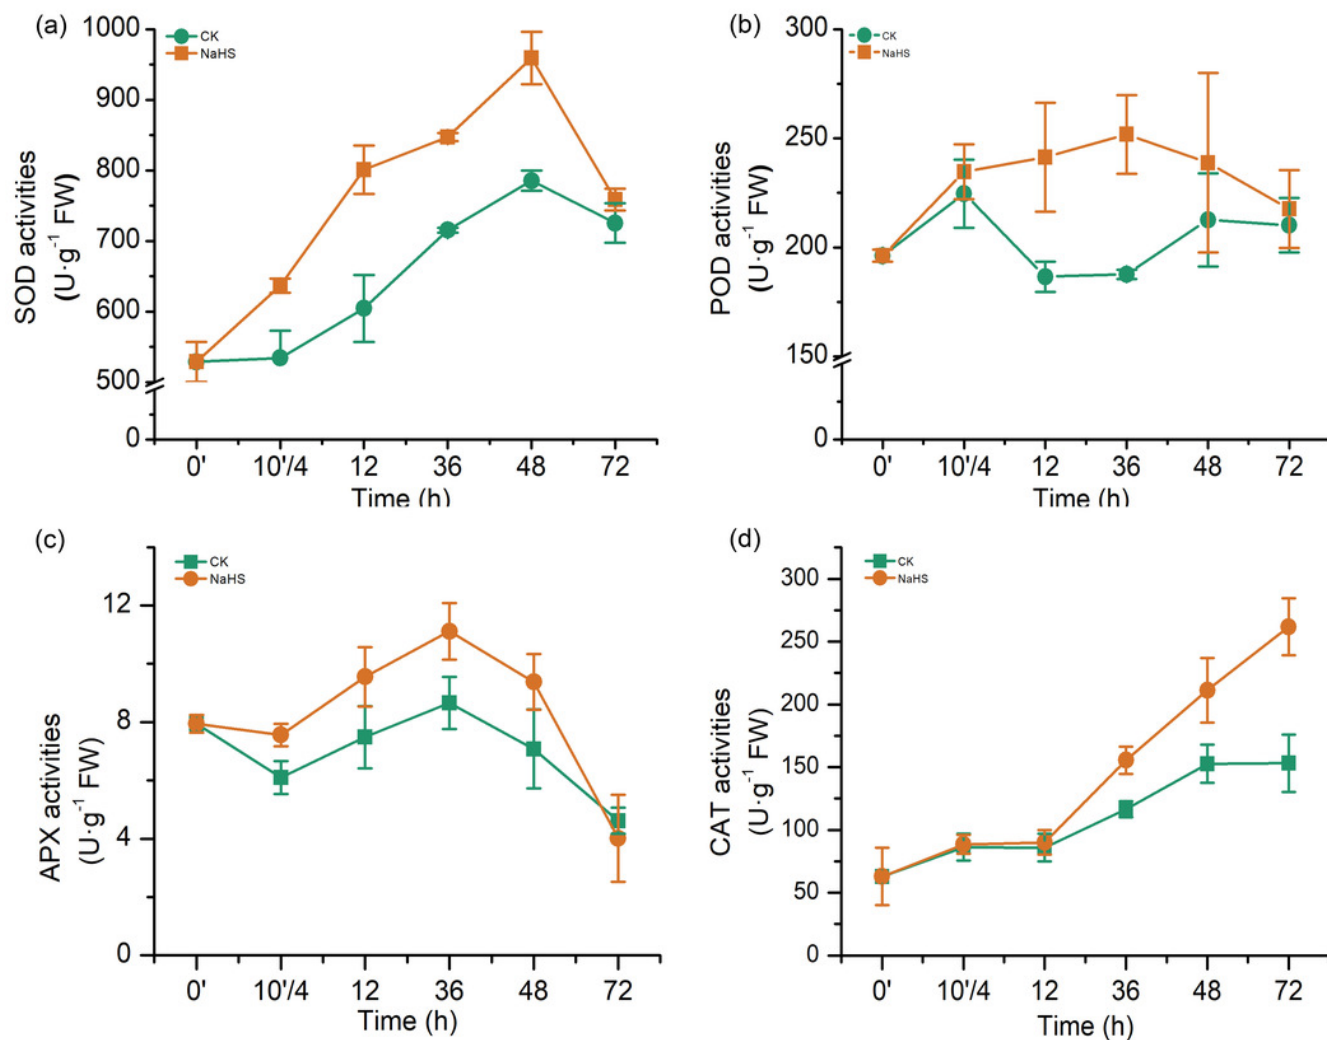 (a)
CK
NaHS
1000
900
800
700
600
500
0
SOD activities
(U·g⁻¹ FW)
0'
10'/4
12
36
48
72
Time (h)
(b)
CK
NaHS
300
250
200
150
0
POD activities
(U·g⁻¹ FW)
0'
10'/4
12
36
48
72
Time (h)
(c)
CK
NaHS
12
8
4
0
APX activities
(U·g⁻¹ FW)
0'
10'/4
12
36
48
72
Time (h)
(d)
CK
NaHS
300
250
200
150
100
50
0
CAT activities
(U·g⁻¹ FW)
0'
10'/4
12
36
48
72
Time (h)